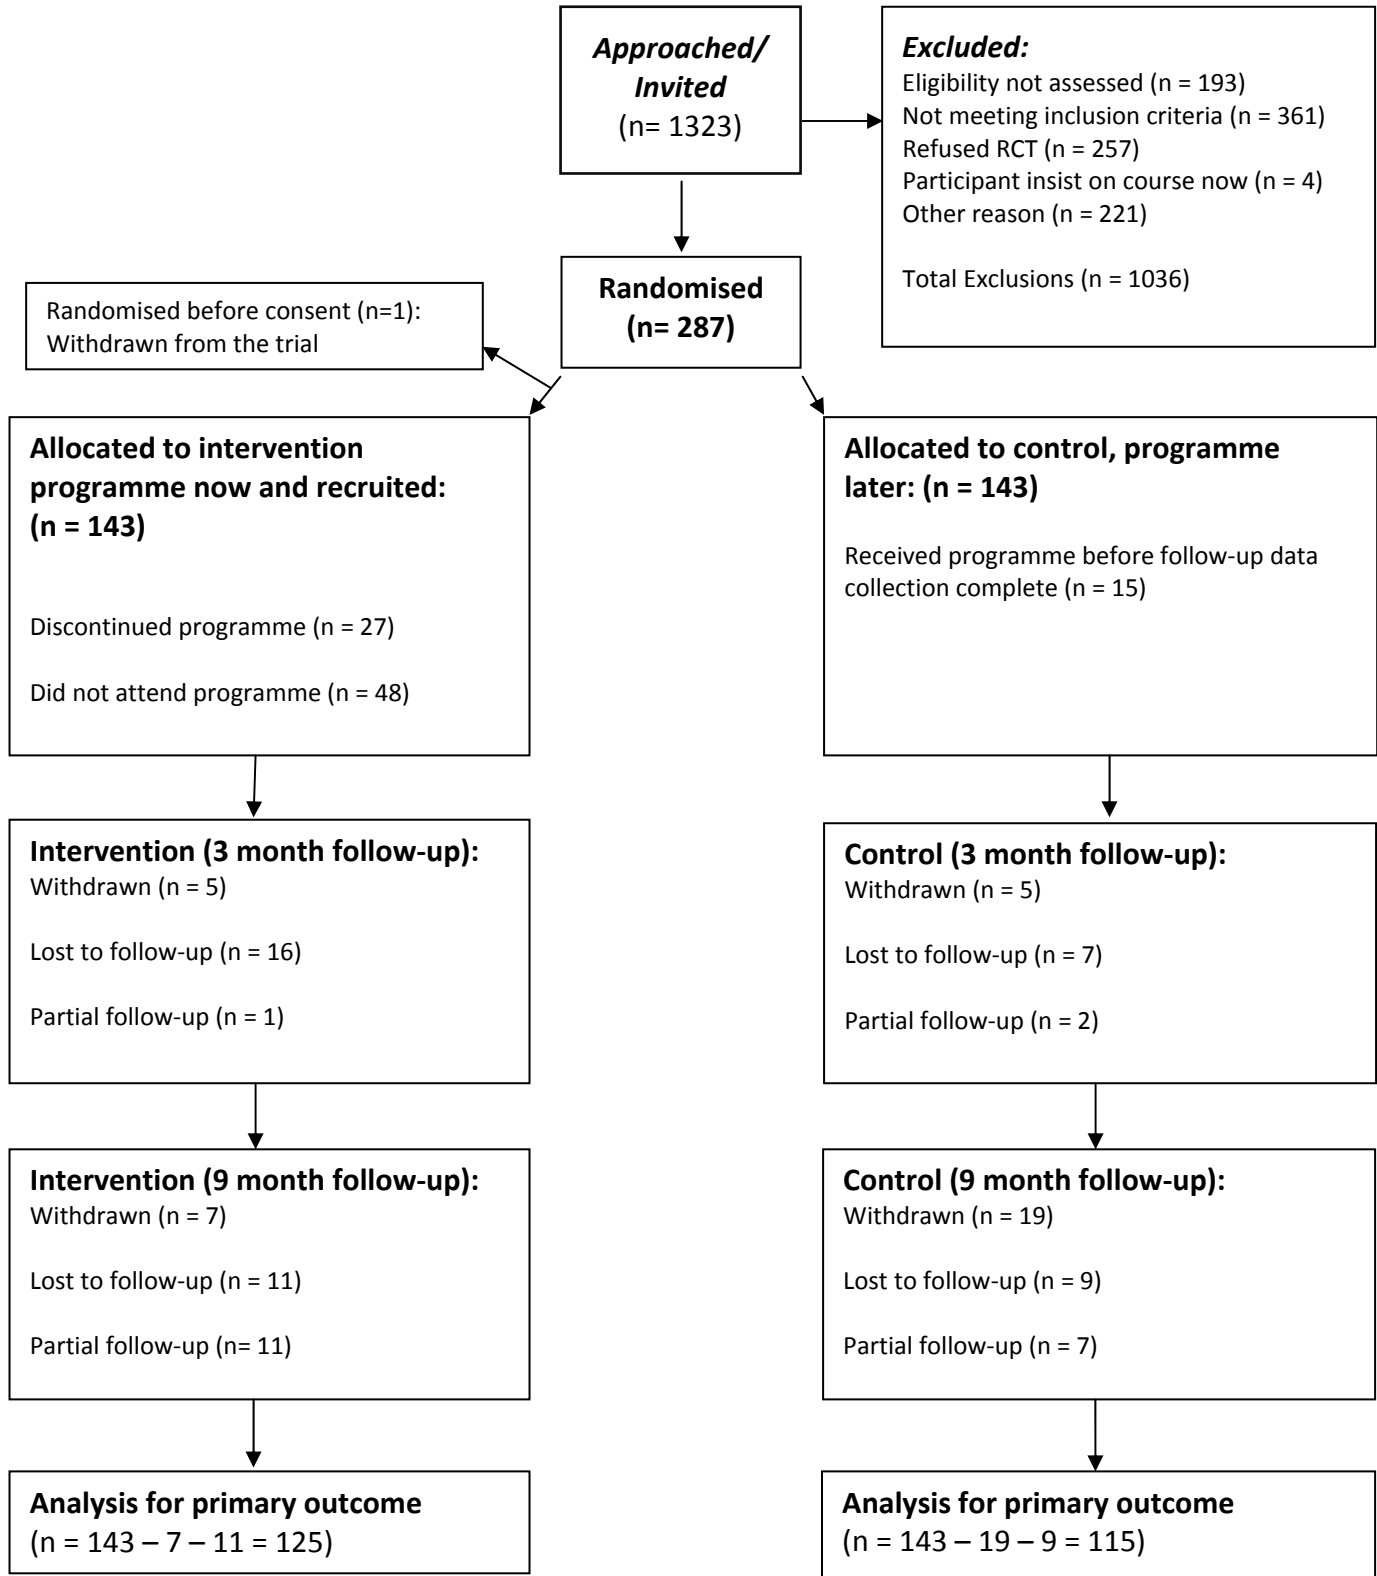 Approached/
Invited
(n= 1323)
Excluded:
Eligibility not assessed (n = 193)
Not meeting inclusion criteria (n = 361)
Refused RCT (n = 257)
Participant insist on course now (n = 4)
Other reason (n = 221)
Total Exclusions (n = 1036)
Randomised
(n= 287)
Randomised before consent (n=1):
Withdrawn from the trial
Allocated to intervention
programme now and recruited:
(n = 143)
Discontinued programme (n = 27)
Did not attend programme (n = 48)
Allocated to control, programme
later: (n = 143)
Received programme before follow-up data
collection complete (n = 15)
Intervention (3 month follow-up):
Withdrawn (n = 5)
Lost to follow-up (n = 16)
Partial follow-up (n = 1)
Control (3 month follow-up):
Withdrawn (n = 5)
Lost to follow-up (n = 7)
Partial follow-up (n = 2)
Intervention (9 month follow-up):
Withdrawn (n = 7)
Lost to follow-up (n = 11)
Partial follow-up (n= 11)
Control (9 month follow-up):
Withdrawn (n = 19)
Lost to follow-up (n = 9)
Partial follow-up (n = 7)
Analysis for primary outcome
(n = 143 – 7 – 11 = 125)
Analysis for primary outcome
(n = 143 – 19 – 9 = 115)